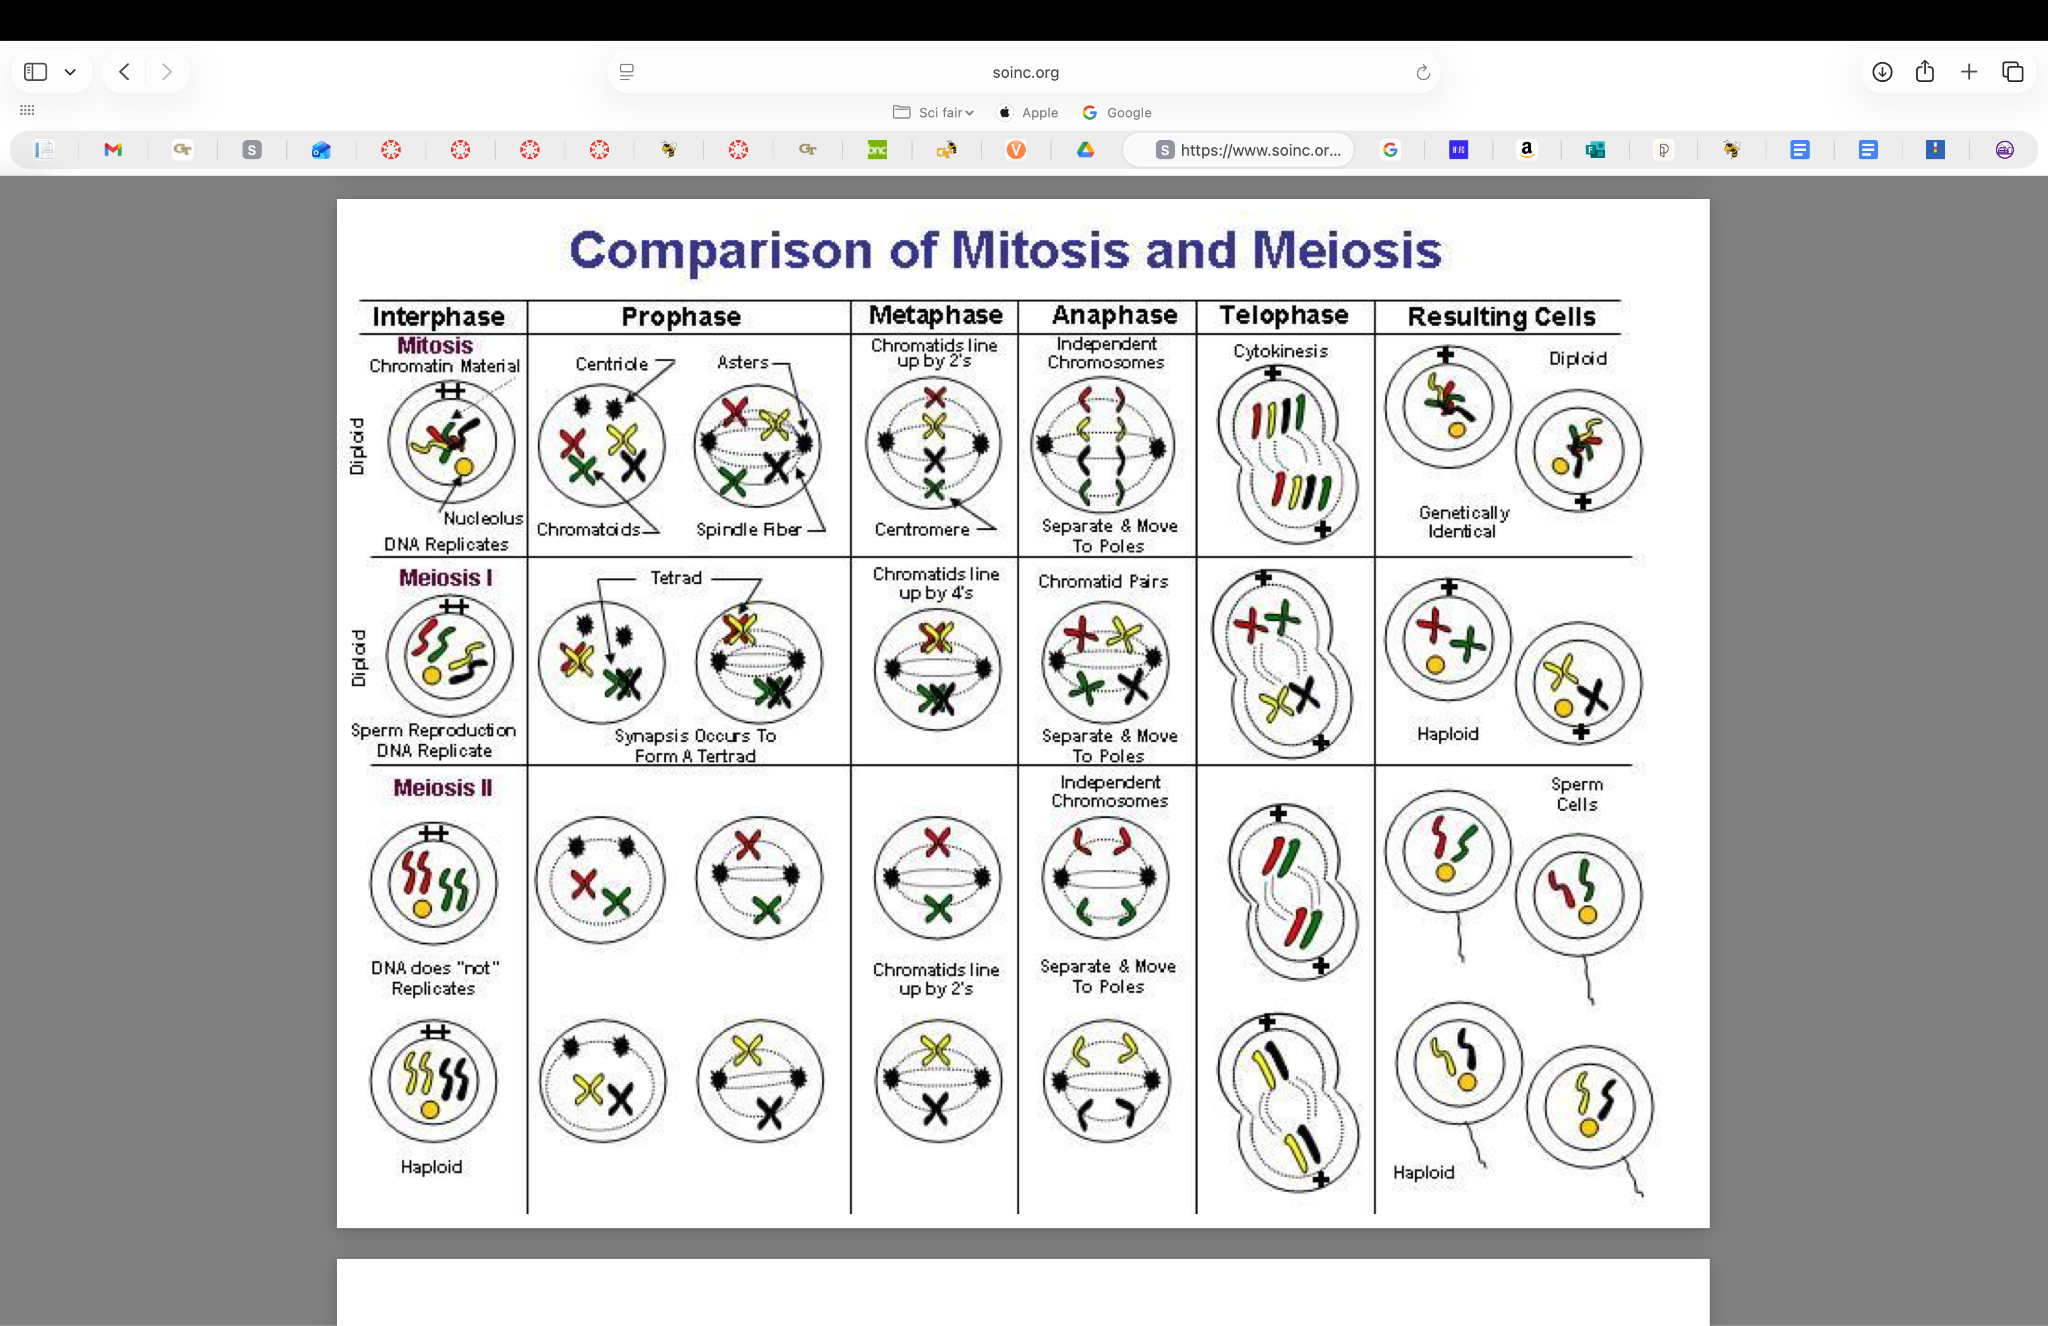 soinc.org
Sci fair
Apple
Google
https://www.soinc.or...
Comparison of Mitosis and Meiosis
Interphase
Prophase
Metaphase
Anaphase
Telophase
Resulting Cells
Mitosis
Chromatin Material
Diploid
Nucleolus
DNA Replicates
Centriole
Asters
Chromatoids
Spindle Fiber
Chromatids line
up by 2's
Centromere
Independent
Chromosomes
Separate & Move
To Poles
Cytokinesis
Diploid
Genetically
Identical
Meiosis I
Diploid
Sperm Reproduction
DNA Replicate
Tetrad
Synapsis Occurs To
Form A Tertrad
Chromatids line
up by 4's
Chromatid Pairs
Separate & Move
To Poles
Haploid
Meiosis II
DNA does "not"
Replicates
Haploid
Chromatids line
up by 2's
Independent
Chromosomes
Separate & Move
To Poles
Sperm
Cells
Haploid